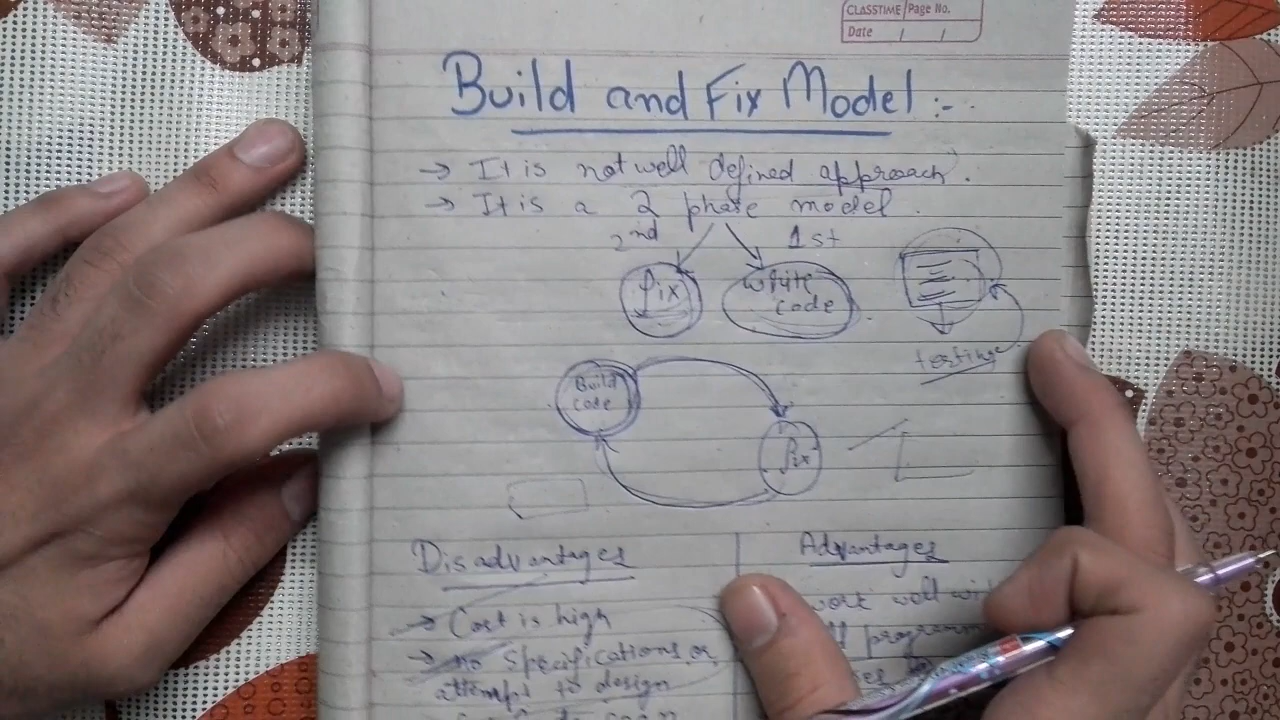 CLASSTIME Page No.
Date / /
Build and Fix Model :-
→ It is not well defined approach.
→ It is a 2 phase model.
2nd 1st
fix write code
testing
Build code
fix
Disadvantages Advantages
→ Cost is high work well
→ no specifications or
attempt to design